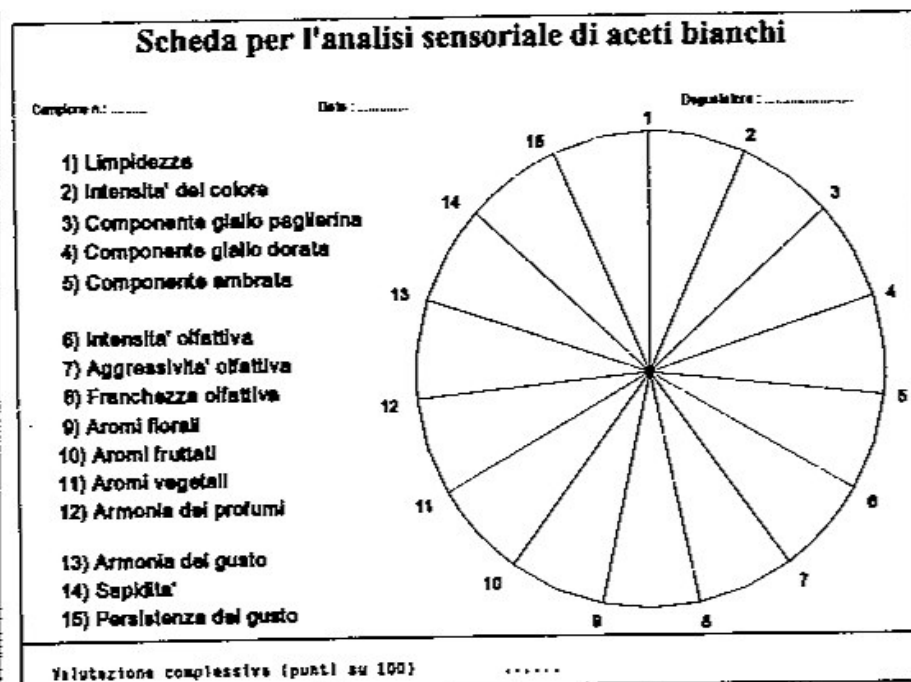 Scheda per l'analisi sensoriale di aceti bianchi
Campione n.: ........ Data : ............ Degustatore : ....................
1) Limpidezza
2) Intensita' del colore
3) Componente giallo paglierina
4) Componente giallo dorata
5) Componente ambrata
6) Intensita' olfattiva
7) Aggressivita' olfattiva
8) Franchezza olfattiva
9) Aromi florali
10) Aromi fruttati
11) Aromi vegetali
12) Armonia dei profumi
13) Armonia del gusto
14) Sapidita'
15) Persistenza del gusto
1
2
3
4
5
6
7
8
9
10
11
12
13
14
15
Valutazione complessiva (punti su 100) ......